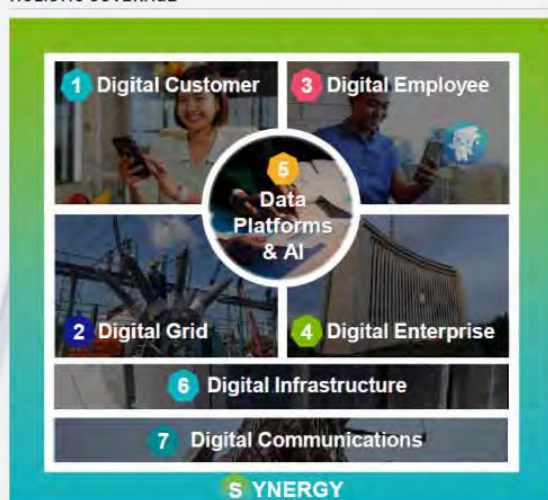 1 Digital Customer
3 Digital Employee
5
Data
Platforms
& AI
2 Digital Grid
4 Digital Enterprise
6 Digital Infrastructure
7 Digital Communications
S YNERGY